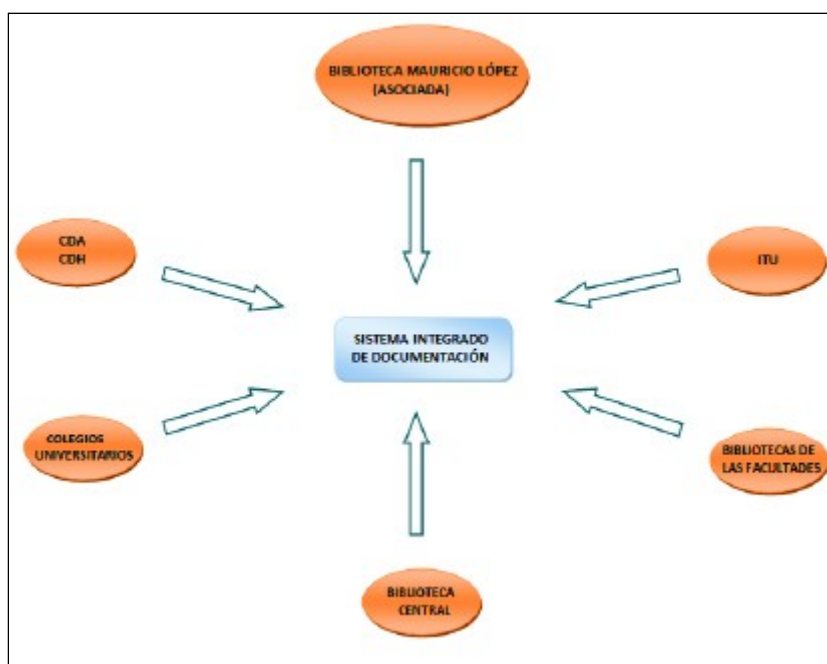 BIBLIOTECA MAURICIO LÓPEZ
(ASOCIADA)
CDA
CDH
ITU
SISTEMA INTEGRADO
DE DOCUMENTACIÓN
COLEGIOS
UNIVERSITARIOS
BIBLIOTECAS DE
LAS FACULTADES
BIBLIOTECA
CENTRAL